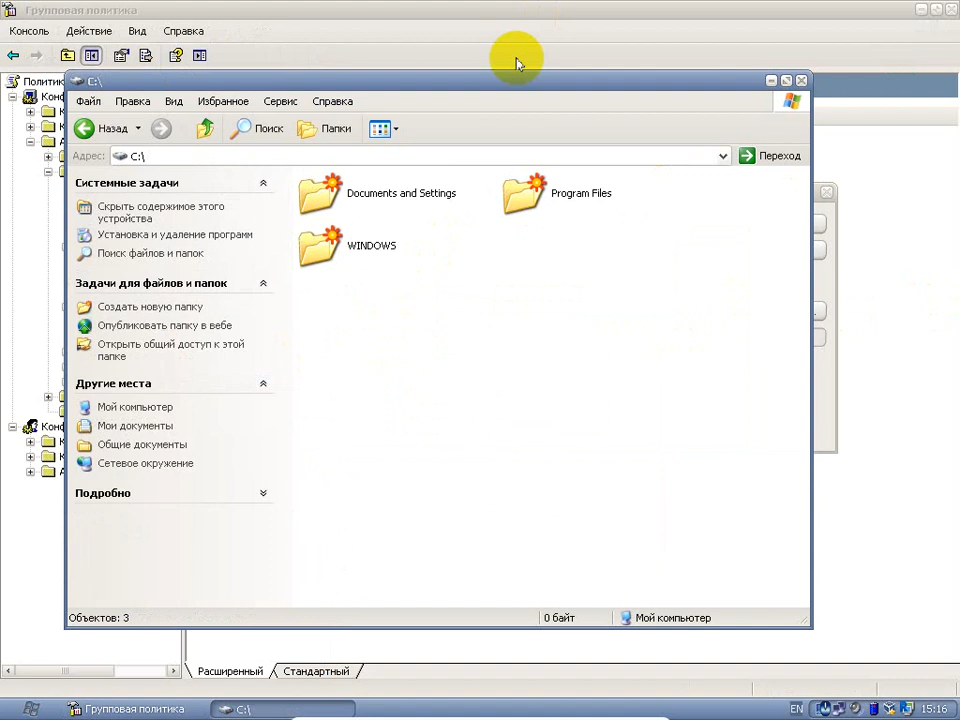 Групповая политика
Консоль Действие Вид Справка
Политик
Конф
Конф
C:\
Файл Правка Вид Избранное Сервис Справка
Назад Поиск Папки
Адрес: C:\ Переход
Системные задачи
Скрыть содержимое этого
устройства
Установка и удаление программ
Поиск файлов и папок
Задачи для файлов и папок
Создать новую папку
Опубликовать папку в вебе
Открыть общий доступ к этой
папке
Другие места
Мой компьютер
Мои документы
Общие документы
Сетевое окружение
Подробно
Documents and Settings Program Files
WINDOWS
Объектов: 3 0 байт Мой компьютер
Расширенный Стандартный
Групповая политика C:\ EN 15:16